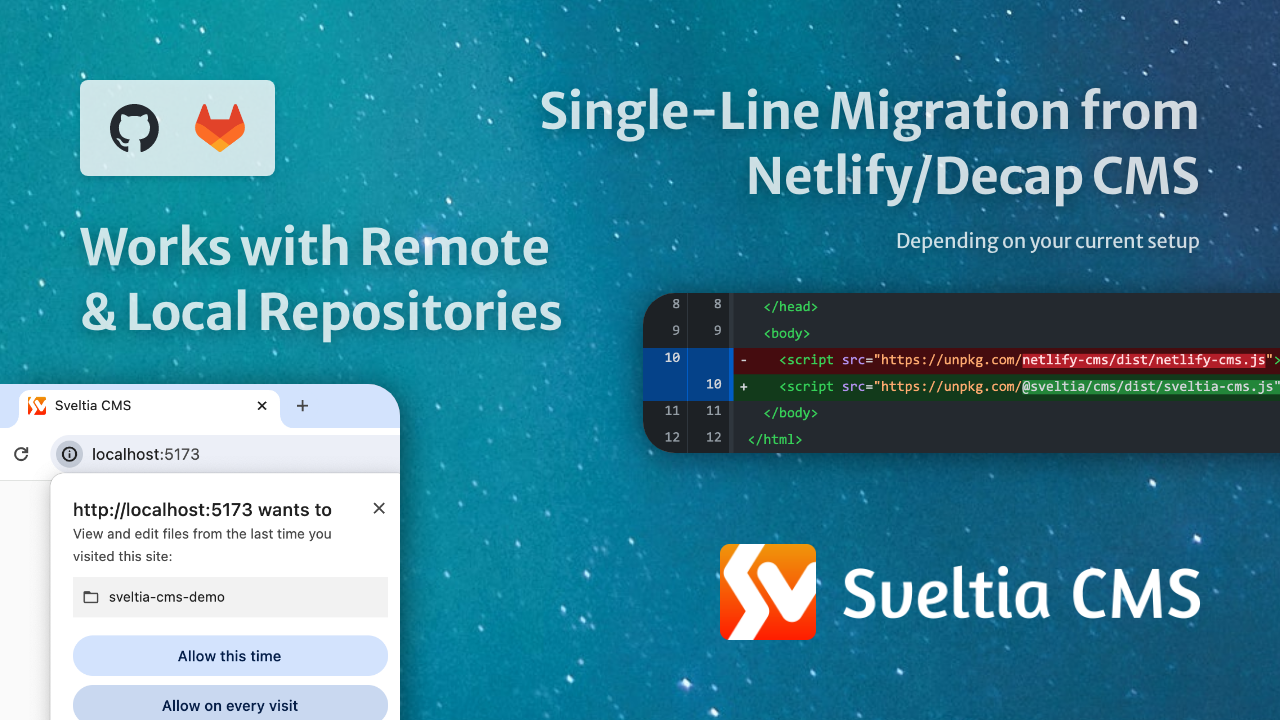 Works with Remote
& Local Repositories
Sveltia CMS
localhost:5173
http://localhost:5173 wants to
View and edit files from the last time you
visited this site:
sveltia-cms-demo
Allow this time
Allow on every visit
Single-Line Migration from
Netlify/Decap CMS
Depending on your current setup
8 8 </head>
9 9 <body>
10 - <script src="https://unpkg.com/netlify-cms/dist/netlify-cms.js">
10 + <script src="https://unpkg.com/@sveltia/cms/dist/sveltia-cms.js"
11 11 </body>
12 12 </html>
Sveltia CMS